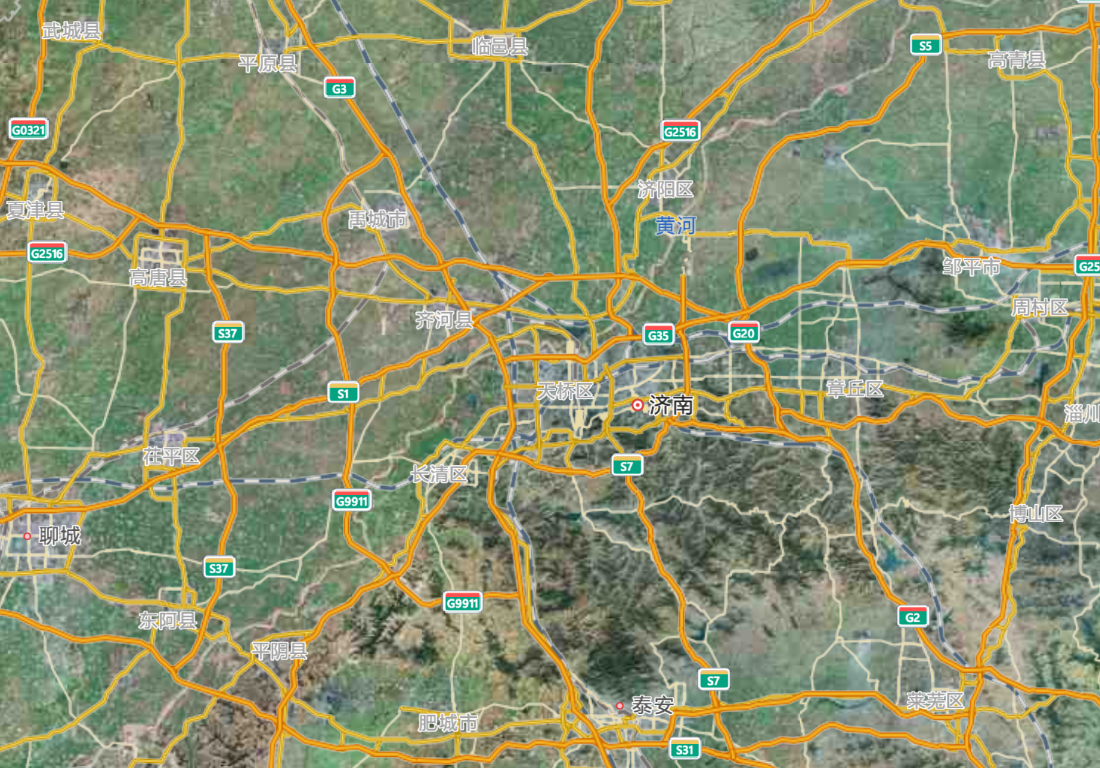 武城县
平原县
临邑县
S5
高青县
G3
G0321
G2516
济阳区
夏津县
禹城市
黄河
G2516
高唐县
邹平市
G25
周村区
齐河县
S37
G35
G20
天桥区
章丘区
S1
济南
淄川
茌平区
长清区
S7
G9911
博山区
聊城
S37
G9911
东阿县
G2
平阴县
S7
泰安
莱芜区
肥城市
S31